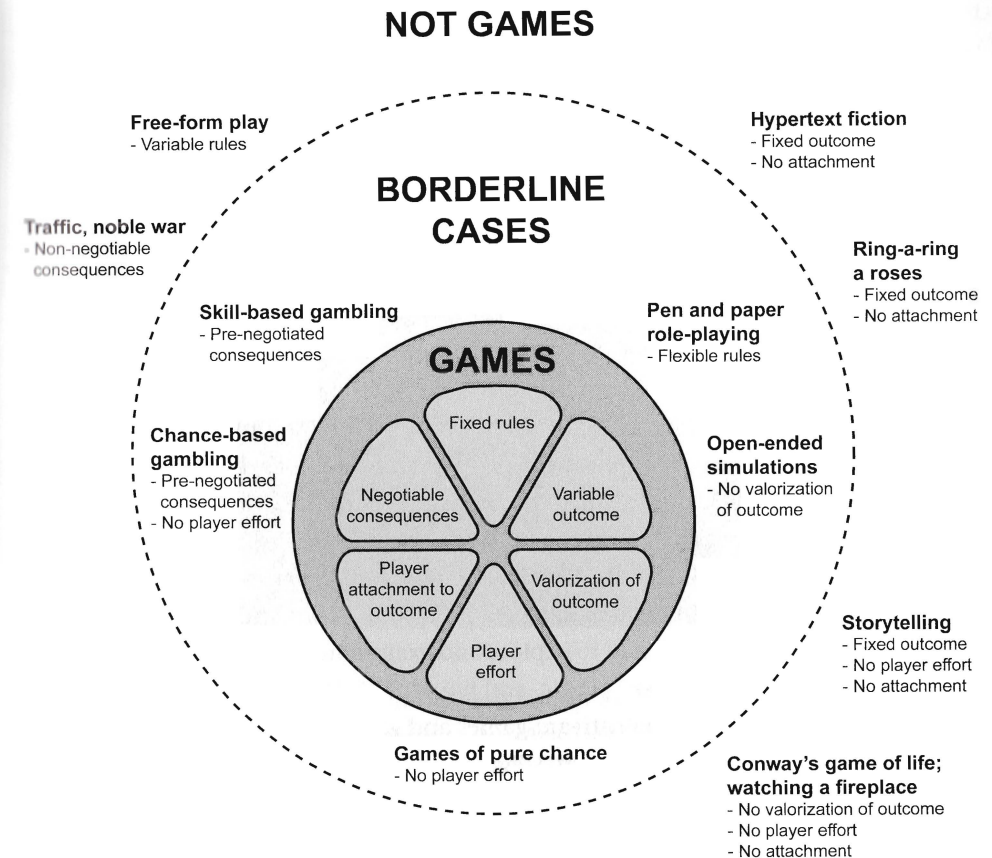 NOT GAMES
Free-form play
- Variable rules
Hypertext fiction
- Fixed outcome
- No attachment
BORDERLINE
CASES
Traffic, noble war
- Non-negotiable
consequences
Ring-a-ring
a roses
- Fixed outcome
- No attachment
Skill-based gambling
- Pre-negotiated
consequences
Pen and paper
role-playing
- Flexible rules
GAMES
Fixed rules
Chance-based
gambling
- Pre-negotiated
consequences
- No player effort
Negotiable
consequences
Variable
outcome
Open-ended
simulations
- No valorization
of outcome
Player
attachment to
outcome
Valorization of
outcome
Player
effort
Storytelling
- Fixed outcome
- No player effort
- No attachment
Games of pure chance
- No player effort
Conway's game of life;
watching a fireplace
- No valorization of outcome
- No player effort
- No attachment